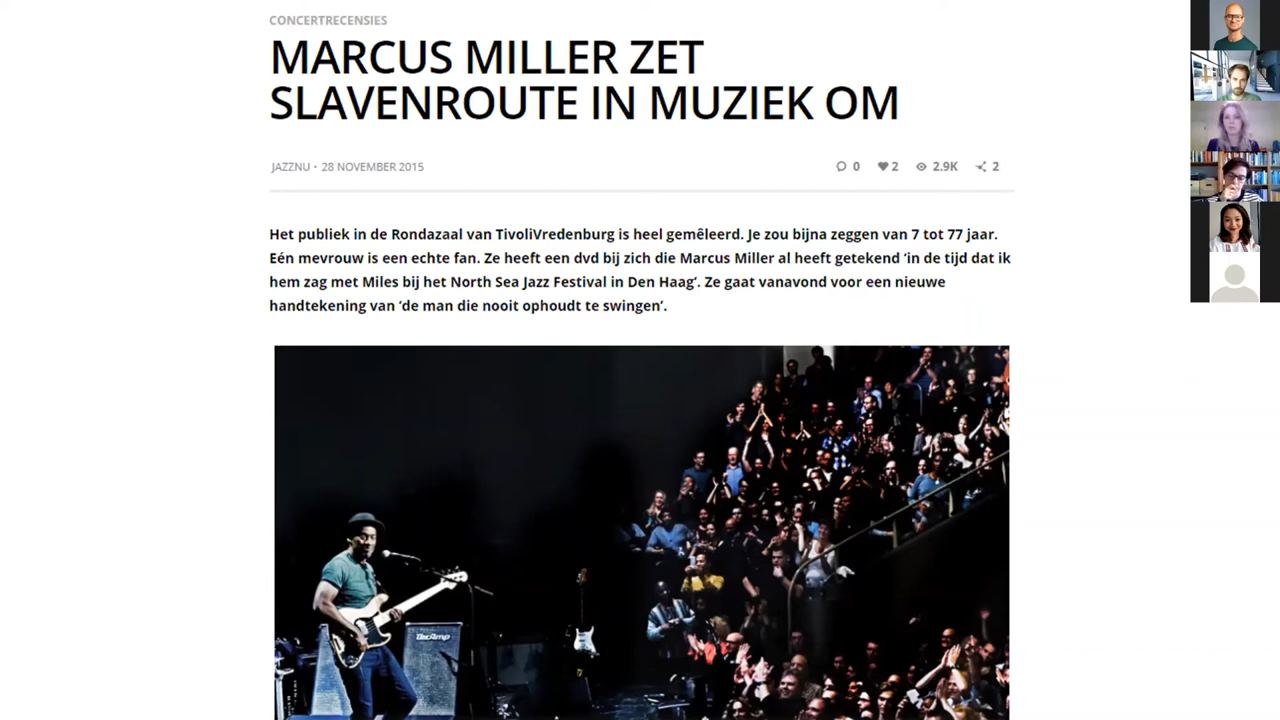 CONCERTRECENSIES
MARCUS MILLER ZET
SLAVENROUTE IN MUZIEK OM
JAZZNU • 28 NOVEMBER 2015
0 2 2.9K 2
Het publiek in de Rondazaal van TivoliVredenburg is heel gemêleerd. Je zou bijna zeggen van 7 tot 77 jaar.
Eén mevrouw is een echte fan. Ze heeft een dvd bij zich die Marcus Miller al heeft getekend ‘in de tijd dat ik
hem zag met Miles bij het North Sea Jazz Festival in Den Haag‘. Ze gaat vanavond voor een nieuwe
handtekening van ‘de man die nooit ophoudt te swingen’.